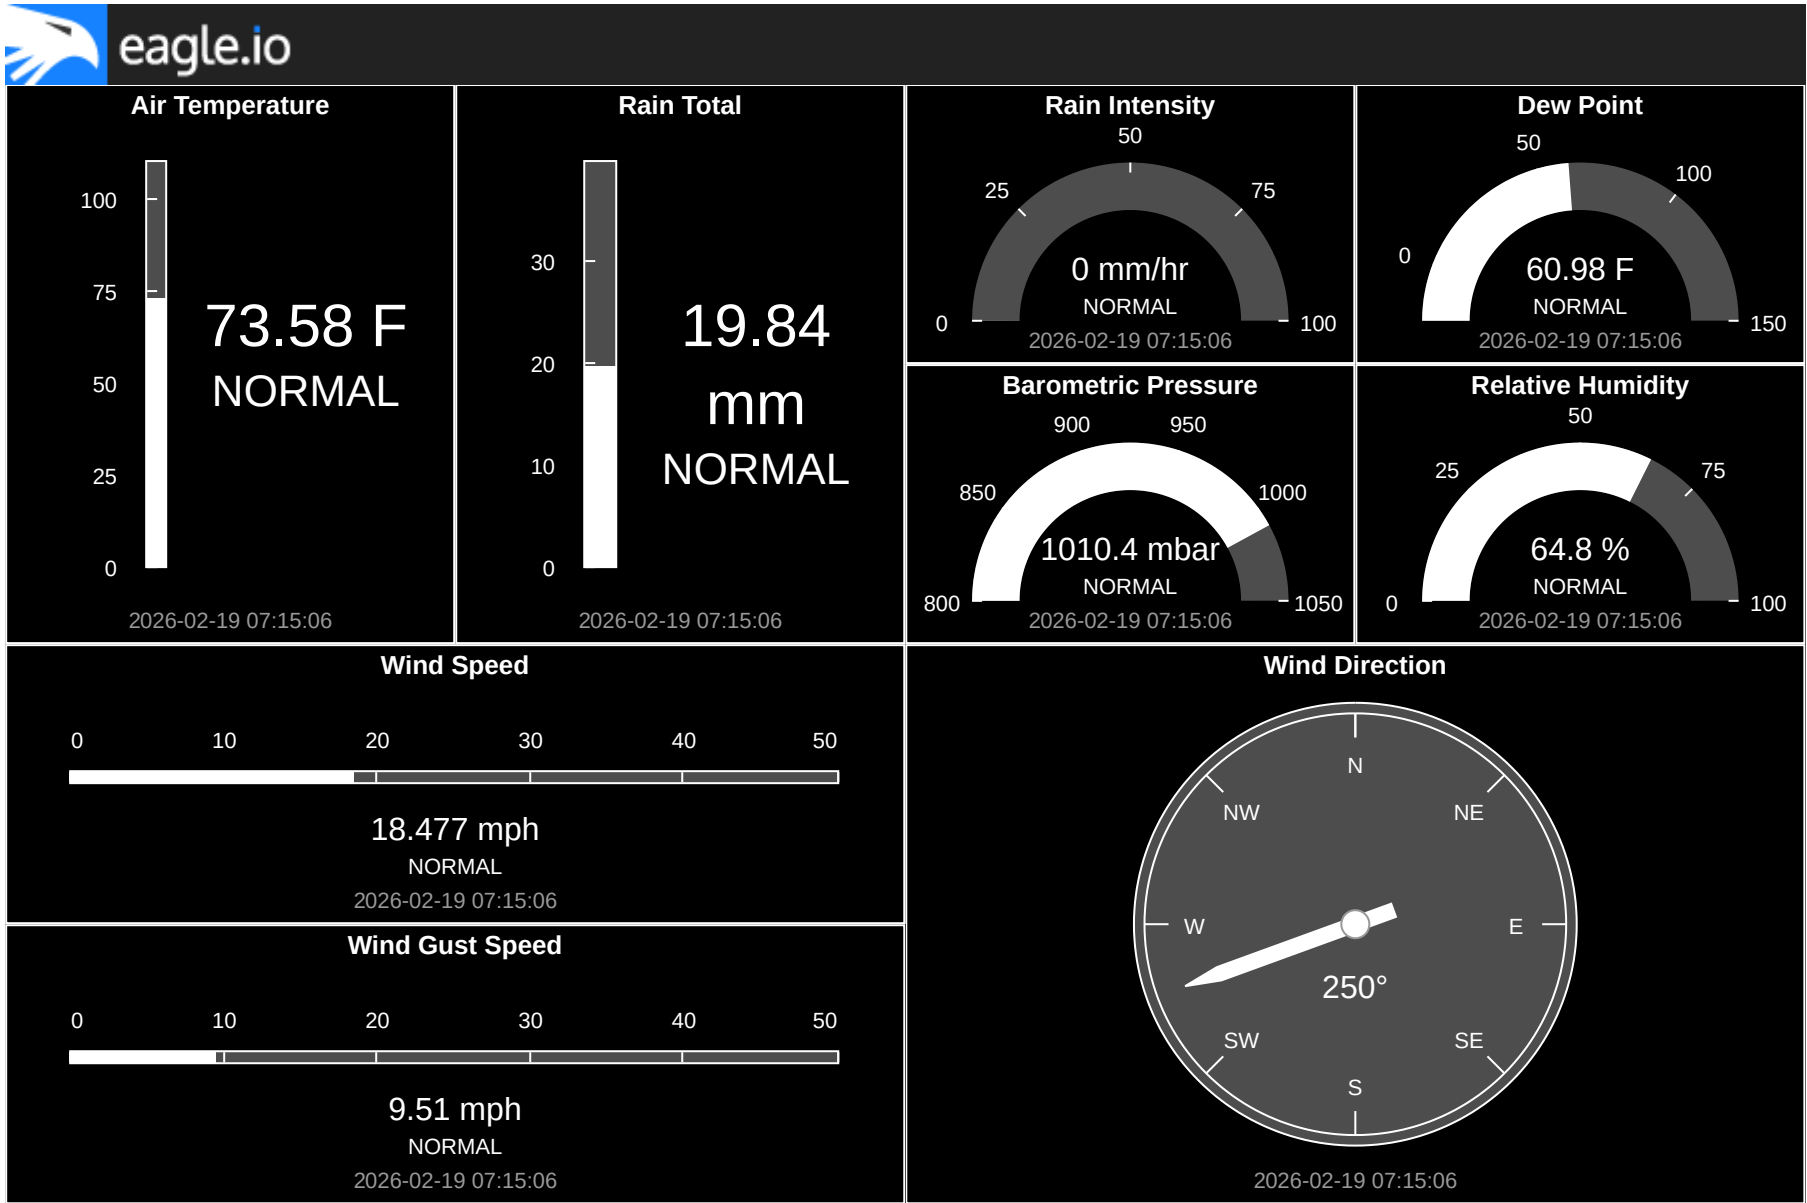 eagle.io
Air Temperature
100
75
50
25
0
73.58 F
NORMAL
2026-02-19 07:15:06
Rain Total
30
20
10
0
19.84
mm
NORMAL
2026-02-19 07:15:06
Rain Intensity
50
25
75
0
100
0 mm/hr
NORMAL
2026-02-19 07:15:06
Dew Point
50
100
0
150
60.98 F
NORMAL
2026-02-19 07:15:06
Barometric Pressure
900
950
850
1000
800
1050
1010.4 mbar
NORMAL
2026-02-19 07:15:06
Relative Humidity
50
25
75
0
100
64.8 %
NORMAL
2026-02-19 07:15:06
Wind Speed
0 10 20 30 40 50
18.477 mph
NORMAL
2026-02-19 07:15:06
Wind Gust Speed
0 10 20 30 40 50
9.51 mph
NORMAL
2026-02-19 07:15:06
Wind Direction
N
NW
NE
W
E
250°
SW
SE
S
2026-02-19 07:15:06